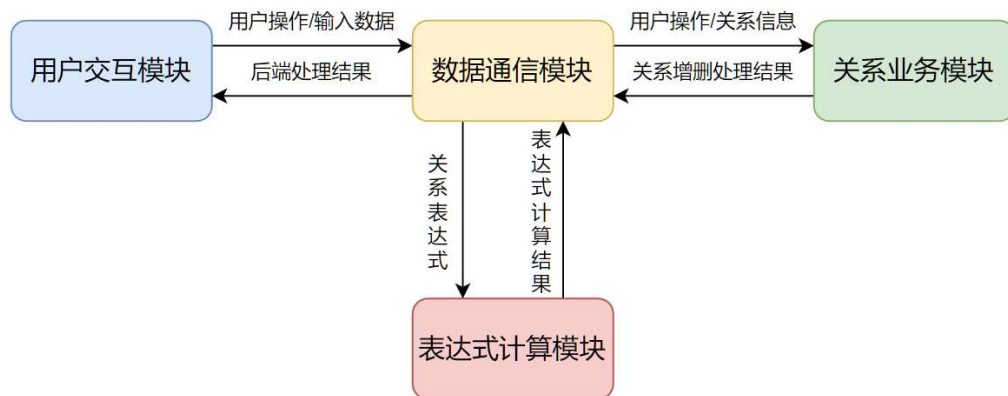 用户操作/输入数据
用户操作/关系信息
用户交互模块
数据通信模块
关系业务模块
后端处理结果
关系增删处理结果
关系表达式
表达式计算结果
表达式计算模块